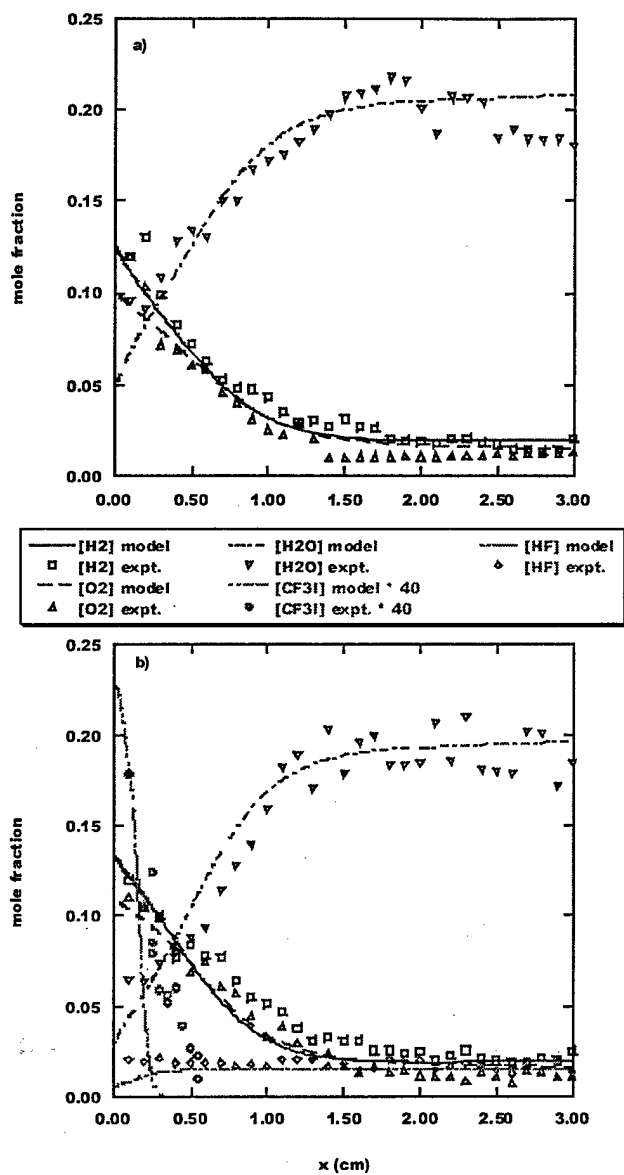 a)
mole fraction
0.25
0.20
0.15
0.10
0.05
0.00
0.00 0.50 1.00 1.50 2.00 2.50 3.00
[H2] model [H2O] model [HF] model
[H2] expt. [H2O] expt. [HF] expt.
[O2] model [CF3I] model * 40
[O2] expt. [CF3I] expt. * 40
b)
mole fraction
0.25
0.20
0.15
0.10
0.05
0.00
0.00 0.50 1.00 1.50 2.00 2.50 3.00
x (cm)